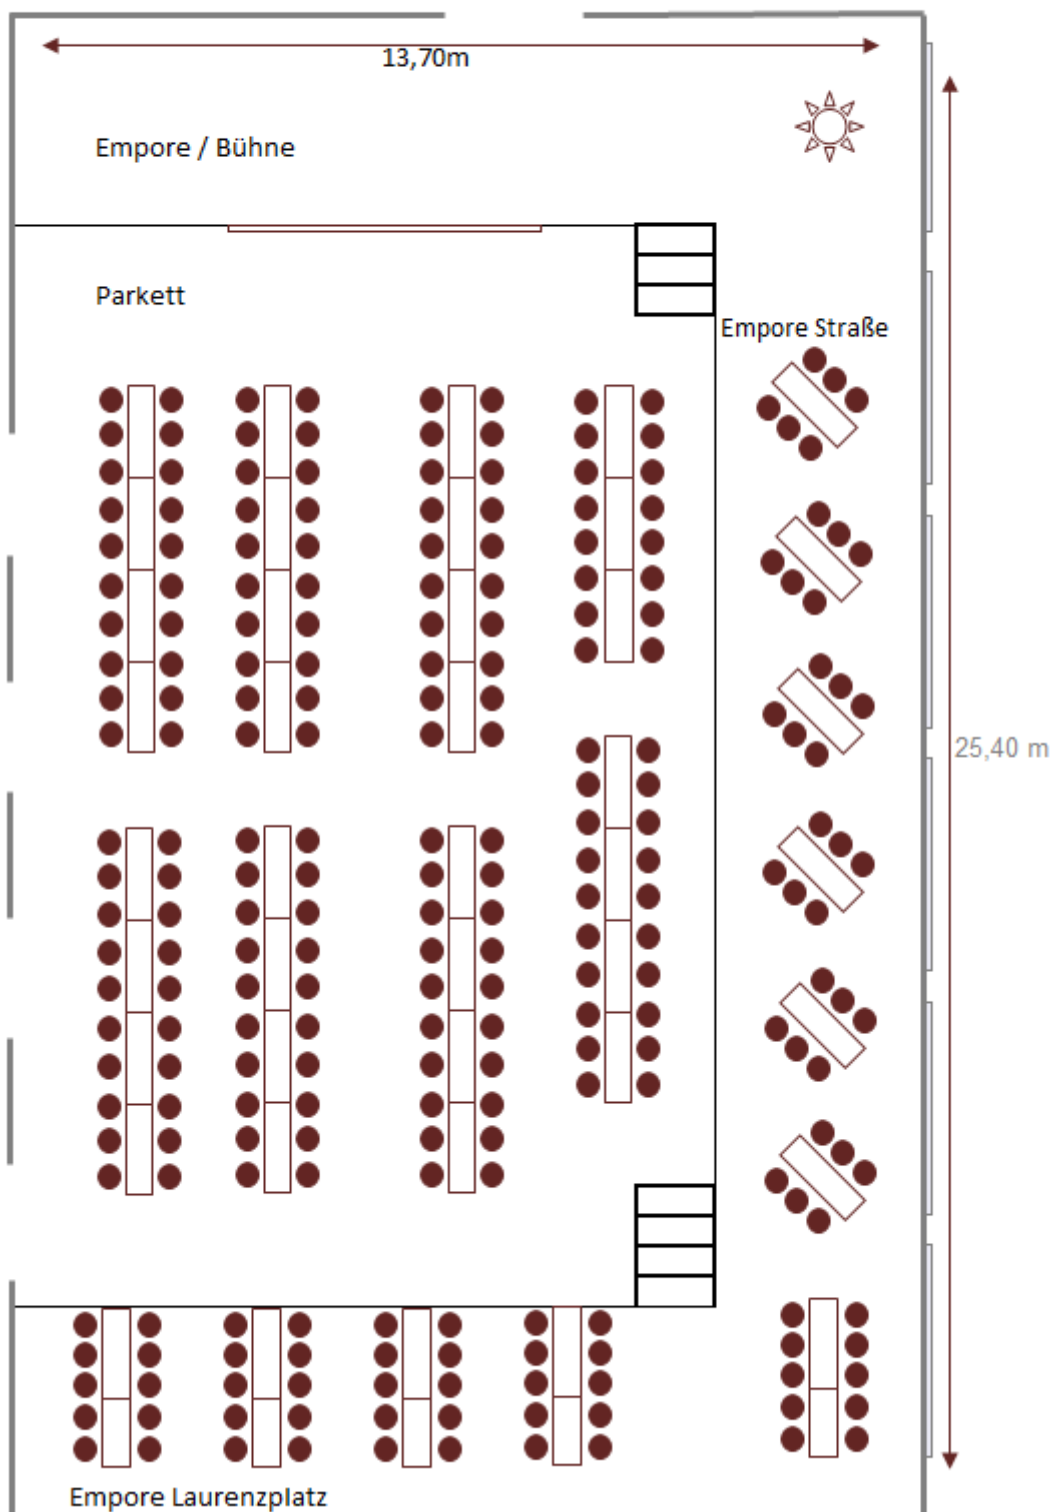 13,70m
Empore / Bühne
Parkett
Empore Straße
25,40 m
Empore Laurenzplatz